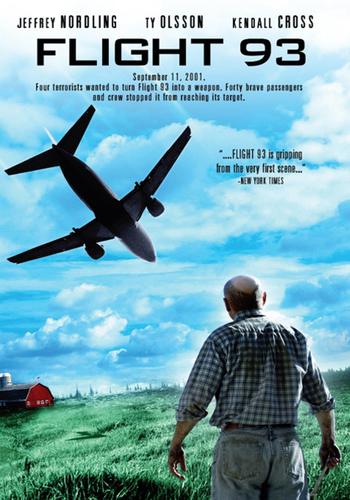 JEFFREY NORDLING TY OLSSON KENDALL CROSS
FLIGHT 93
September 11, 2001.
Four terrorists wanted to turn Flight 93 into a weapon. Forty brave passengers
and crew stopped it from reaching its target.
"....FLIGHT 93 is gripping
from the very first scene..."
-NEW YORK TIMES